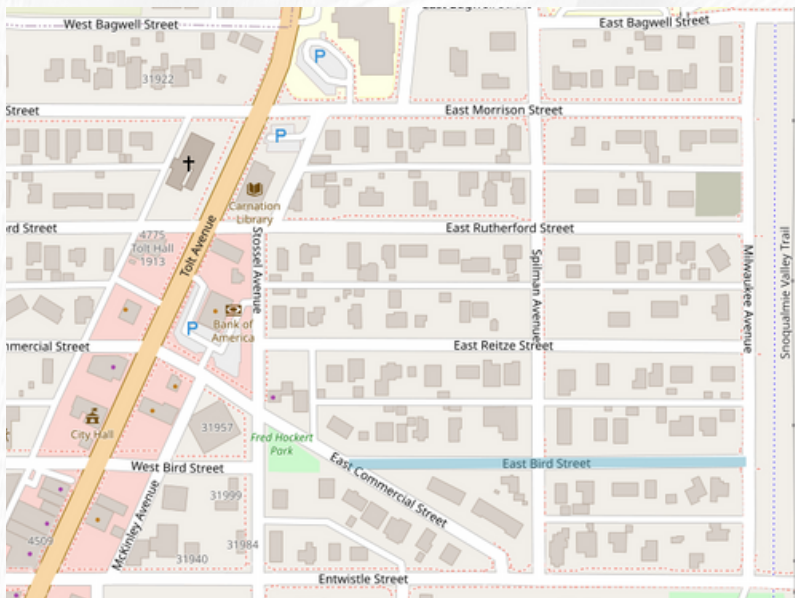 West Bagwell Street
East Bagwell Street
P
31922
Street
East Morrison Street
P
Carnation
Library
rd Street
4775
Tolt Hall
1913
Tolt Avenue
Stossel Avenue
East Rutherford Street
Spilman Avenue
Milwaukee Avenue
Snoqualmie Valley Trail
P
Bank of
America
mmercial Street
East Reitze Street
City Hall
31957
Fred Hockert
Park
West Bird Street
East Commercial Street
East Bird Street
McKinley Avenue
31999
4509
31940
31984
Entwistle Street